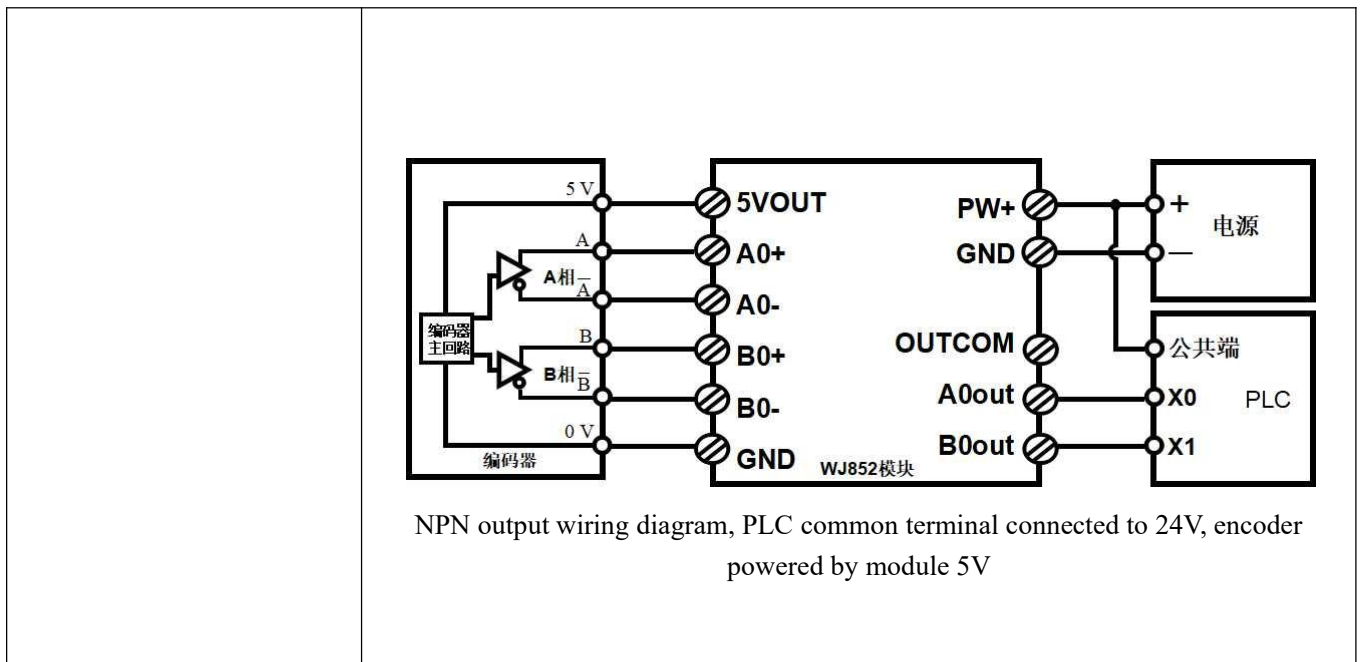 5 V
A
A相
A̅
编码器
主回路
B
B相
B̅
0 V
编码器
5VOUT
A0+
A0-
B0+
B0-
GND
WJ852模块
PW+
GND
OUTCOM
A0out
B0out
+
—
电源
公共端
X0
X1
PLC
NPN output wiring diagram, PLC common terminal connected to 24V, encoder
powered by module 5V